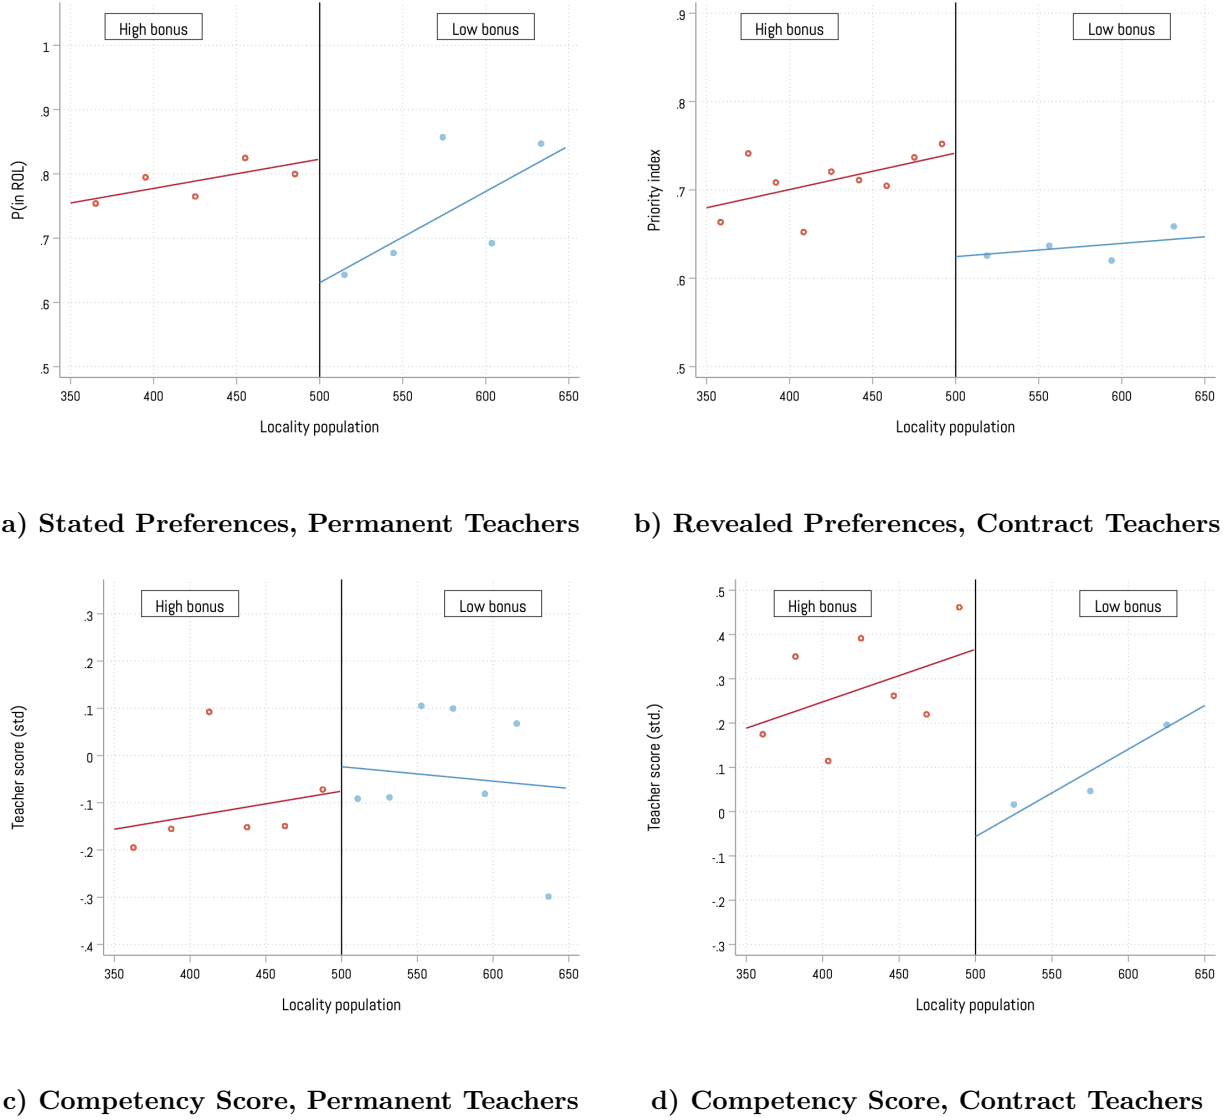 High bonus
Low bonus
1
.9
.8
.7
.6
.5
P(in ROL)
350 400 450 500 550 600 650
Locality population
a) Stated Preferences, Permanent Teachers
High bonus
Low bonus
.9
.8
.7
.6
.5
Priority index
350 400 450 500 550 600 650
Locality population
b) Revealed Preferences, Contract Teachers
High bonus
Low bonus
.3
.2
.1
0
-.1
-.2
-.3
-.4
Teacher score (std)
350 400 450 500 550 600 650
Locality population
c) Competency Score, Permanent Teachers
High bonus
Low bonus
.5
.4
.3
.2
.1
0
-.1
-.2
-.3
Teacher score (std.)
350 400 450 500 550 600 650
Locality population
d) Competency Score, Contract Teachers